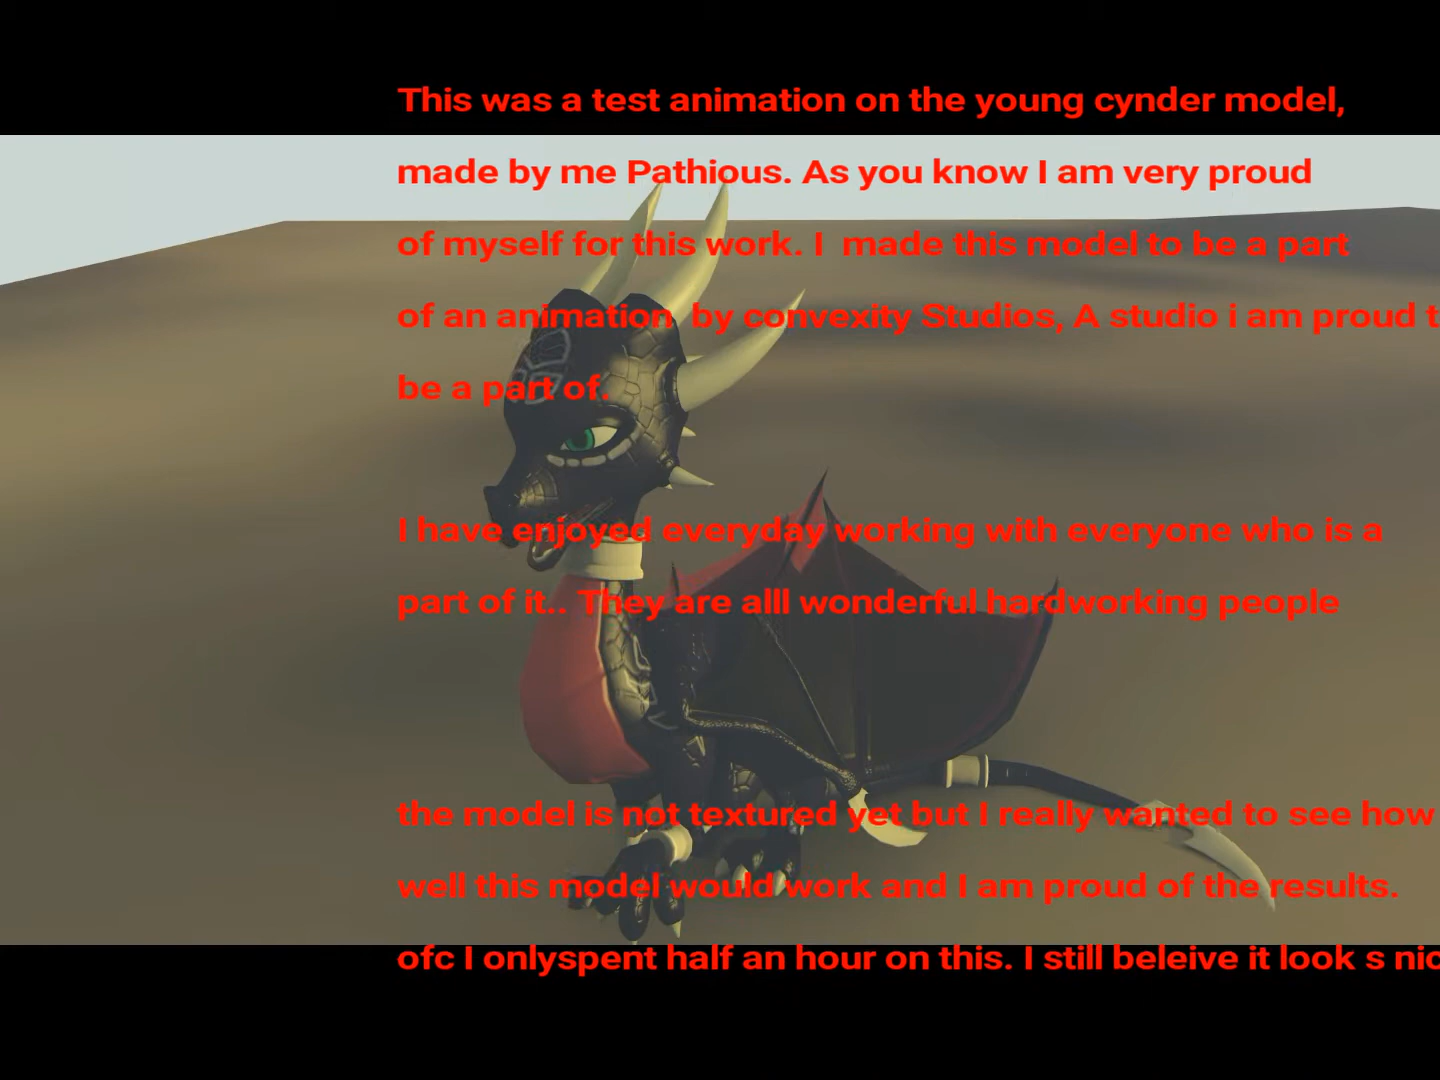 This was a test animation on the young cynder model,
made by me Pathious. As you know I am very proud
of myself for this work. I  made this model to be a part
of an animation  by convexity Studios, A studio i am proud t
be a part of.
I have enjoyed everyday working with everyone who is a
part of it.. They are alll wonderful hardworking people
the model is not textured yet but I really wanted to see how
well this model would work and I am proud of the results.
ofc I onlyspent half an hour on this. I still beleive it look s nic